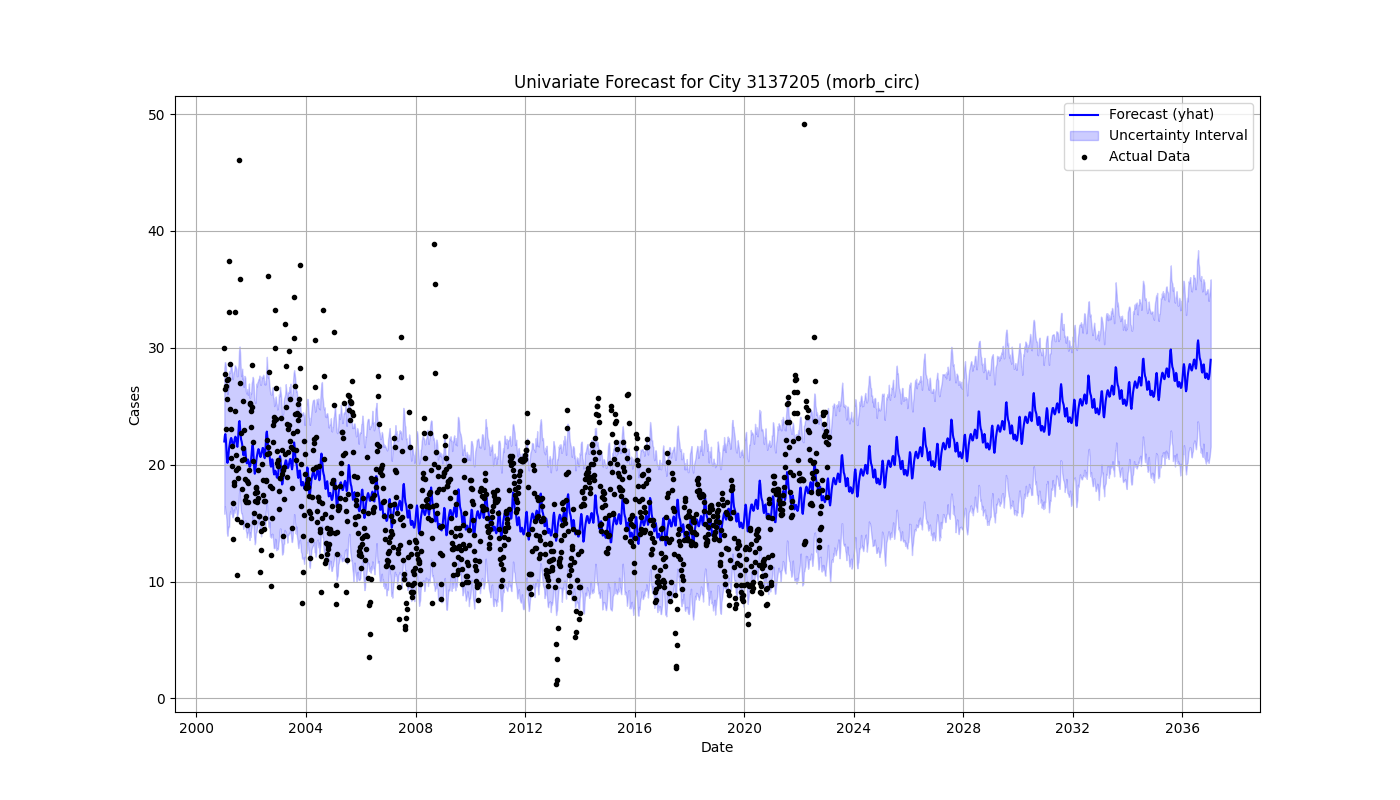 Univariate Forecast for City 3137205 (morb_circ)
Forecast (yhat)
Uncertainty Interval
Actual Data
Cases
50
40
30
20
10
0
2000 2004 2008 2012 2016 2020 2024 2028 2032 2036
Date